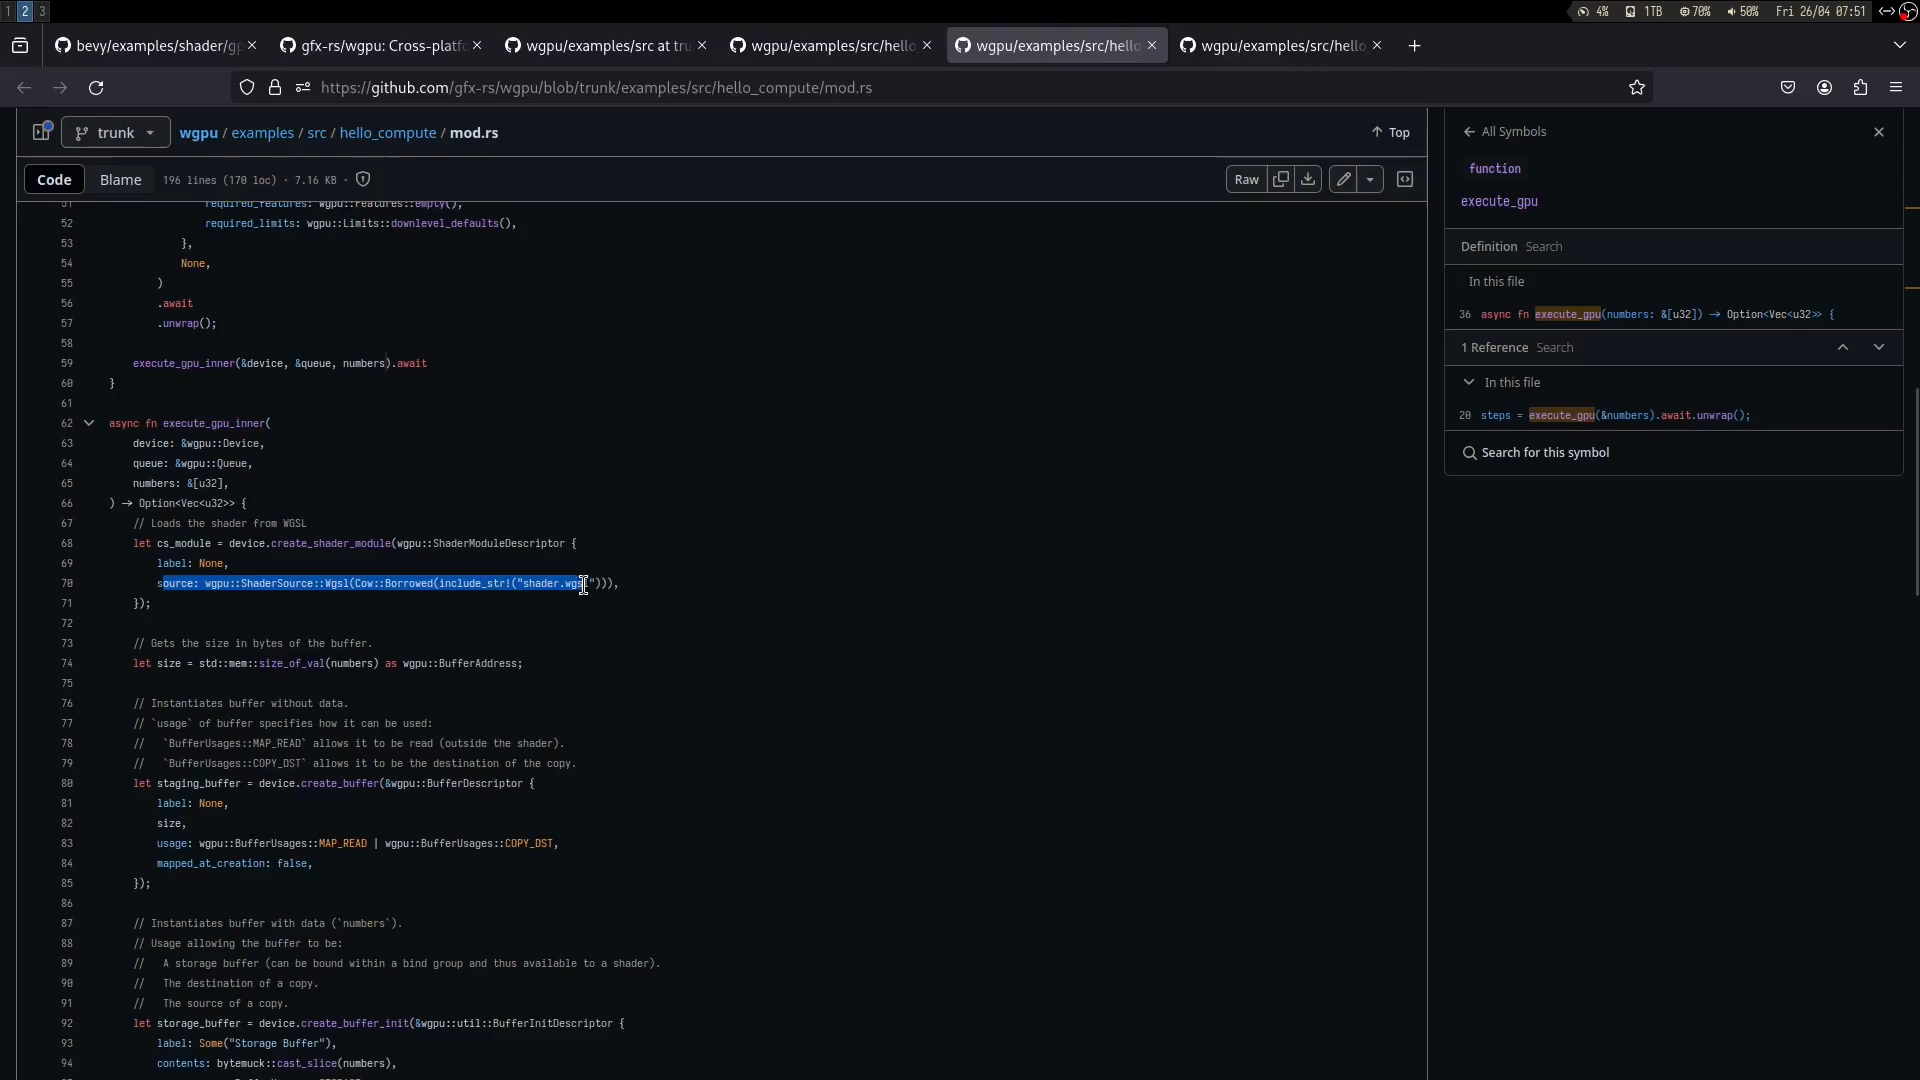 1 2 3
4% 1TB 70% 50% Fri 26/04 07:51
bevy/examples/shader/gp
gfx-rs/wgpu: Cross-platfo
wgpu/examples/src at tru
wgpu/examples/src/hello
wgpu/examples/src/hello
wgpu/examples/src/hello
https://github.com/gfx-rs/wgpu/blob/trunk/examples/src/hello_compute/mod.rs
trunk
wgpu / examples / src / hello_compute / mod.rs
Top
Code Blame 196 lines (170 loc) · 7.16 KB ·
Raw
51 required_features: wgpu::Features::empty(),
52 required_limits: wgpu::Limits::downlevel_defaults(),
53 },
54 None,
55 )
56 .await
57 .unwrap();
58
59 execute_gpu_inner(&device, &queue, numbers).await
60 }
61
62 async fn execute_gpu_inner(
63 device: &wgpu::Device,
64 queue: &wgpu::Queue,
65 numbers: &[u32],
66 ) -> Option<Vec<u32>> {
67 // Loads the shader from WGSL
68 let cs_module = device.create_shader_module(wgpu::ShaderModuleDescriptor {
69 label: None,
70 source: wgpu::ShaderSource::Wgsl(Cow::Borrowed(include_str!("shader.wgsl"))),
71 });
72
73 // Gets the size in bytes of the buffer.
74 let size = std::mem::size_of_val(numbers) as wgpu::BufferAddress;
75
76 // Instantiates buffer without data.
77 // `usage` of buffer specifies how it can be used:
78 // `BufferUsages::MAP_READ` allows it to be read (outside the shader).
79 // `BufferUsages::COPY_DST` allows it to be the destination of the copy.
80 let staging_buffer = device.create_buffer(&wgpu::BufferDescriptor {
81 label: None,
82 size,
83 usage: wgpu::BufferUsages::MAP_READ | wgpu::BufferUsages::COPY_DST,
84 mapped_at_creation: false,
85 });
86
87 // Instantiates buffer with data (`numbers`).
88 // Usage allowing the buffer to be:
89 // A storage buffer (can be bound within a bind group and thus available to a shader).
90 // The destination of a copy.
91 // The source of a copy.
92 let storage_buffer = device.create_buffer_init(&wgpu::util::BufferInitDescriptor {
93 label: Some("Storage Buffer"),
94 contents: bytemuck::cast_slice(numbers),
All Symbols
function
execute_gpu
Definition Search
In this file
36 async fn execute_gpu(numbers: &[u32]) -> Option<Vec<u32>> {
1 Reference Search
In this file
20 steps = execute_gpu(&numbers).await.unwrap();
Search for this symbol